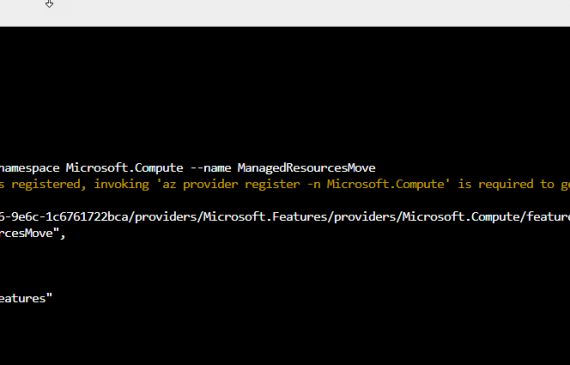 namespace Microsoft.Compute --name ManagedResourcesMove
s registered, invoking 'az provider register -n Microsoft.Compute' is required to ge
6-9e6c-1c6761722bca/providers/Microsoft.Features/providers/Microsoft.Compute/feature
rcesMove",
eatures"